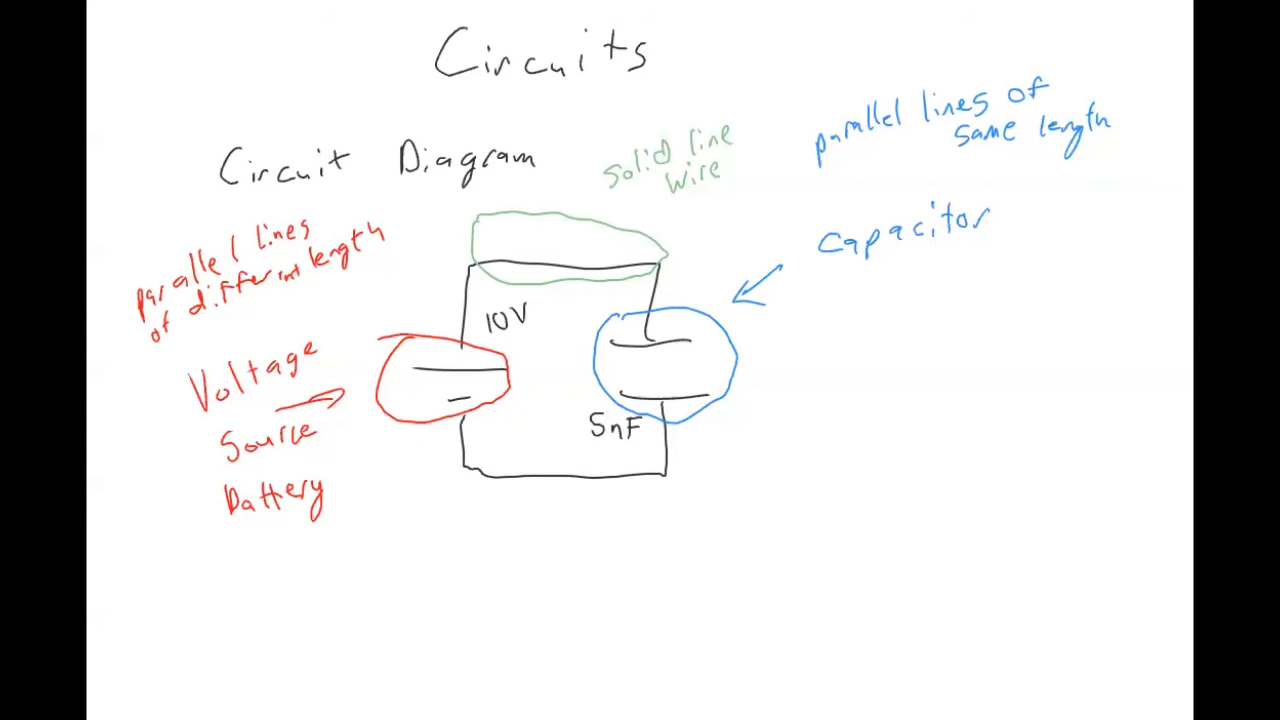 Circuits
Circuit Diagram
solid line
wire
parallel lines of
same length
Capacitor
parallel lines
of different length
10V
Voltage
Source
Battery
5nF